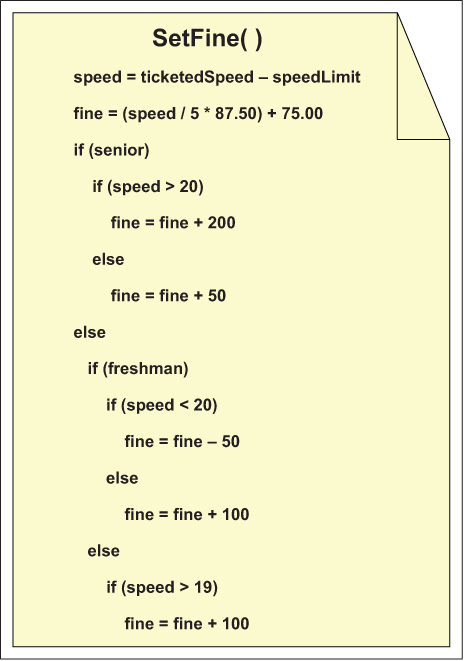 SetFine( )
speed = ticketedSpeed – speedLimit
fine = (speed / 5 * 87.50) + 75.00
if (senior)
if (speed > 20)
fine = fine + 200
else
fine = fine + 50
else
if (freshman)
if (speed < 20)
fine = fine – 50
else
fine = fine + 100
else
if (speed > 19)
fine = fine + 100